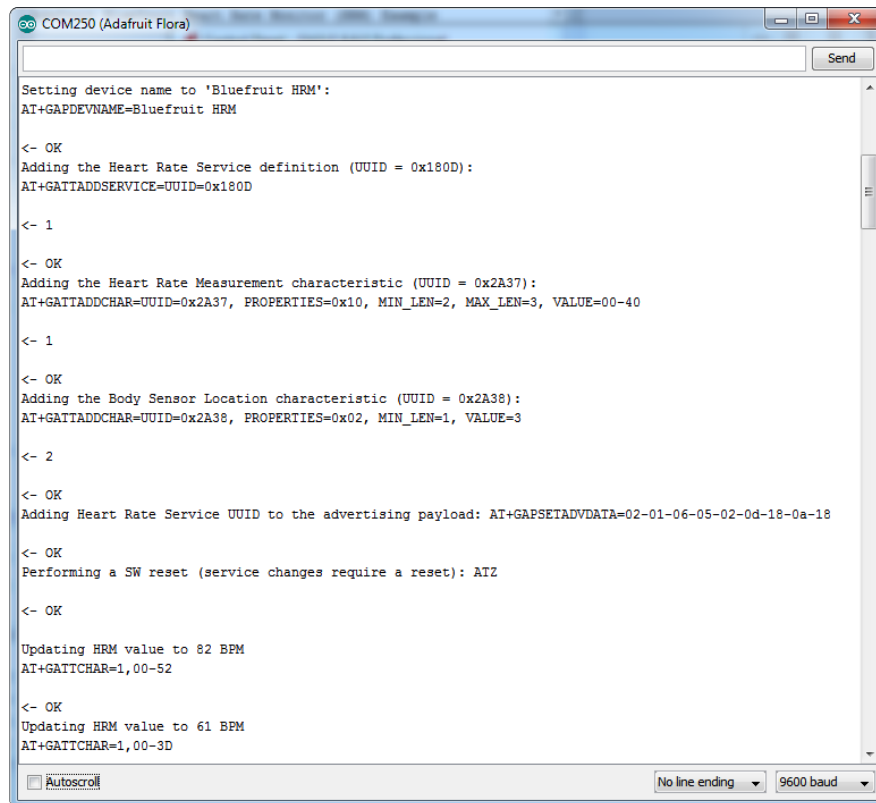 COM250 (Adafruit Flora)
Send
Setting device name to 'Bluefruit HRM':
AT+GAPDEVNAME=Bluefruit HRM
<- OK
Adding the Heart Rate Service definition (UUID = 0x180D):
AT+GATTADDSERVICE=UUID=0x180D
<- 1
<- OK
Adding the Heart Rate Measurement characteristic (UUID = 0x2A37):
AT+GATTADDCHAR=UUID=0x2A37, PROPERTIES=0x10, MIN_LEN=2, MAX_LEN=3, VALUE=00-40
<- 1
<- OK
Adding the Body Sensor Location characteristic (UUID = 0x2A38):
AT+GATTADDCHAR=UUID=0x2A38, PROPERTIES=0x02, MIN_LEN=1, VALUE=3
<- 2
<- OK
Adding Heart Rate Service UUID to the advertising payload: AT+GAPSETADVDATA=02-01-06-05-02-0d-18-0a-18
<- OK
Performing a SW reset (service changes require a reset): ATZ
<- OK
Updating HRM value to 82 BPM
AT+GATTCHAR=1,00-52
<- OK
Updating HRM value to 61 BPM
AT+GATTCHAR=1,00-3D
Autoscroll
No line ending
9600 baud